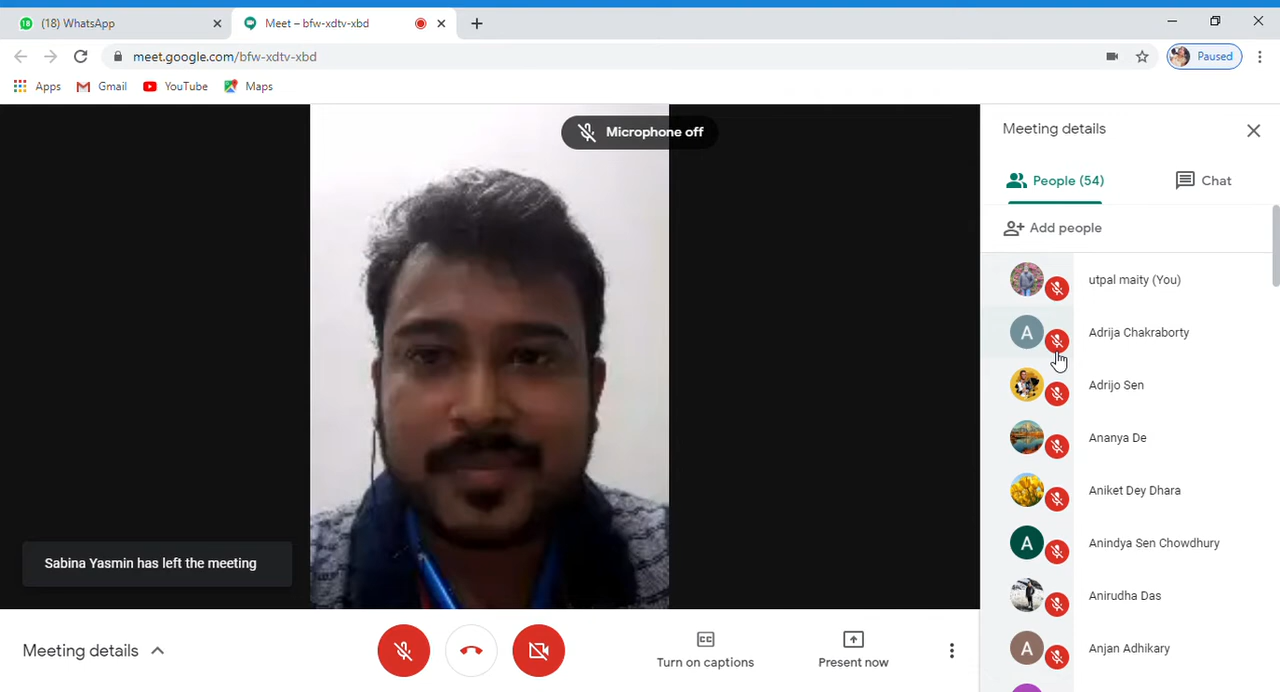 (18) WhatsApp
Meet – bfw-xdtv-xbd
meet.google.com/bfw-xdtv-xbd
Paused
Apps
Gmail
YouTube
Maps
Microphone off
Meeting details
People (54)
Chat
Add people
utpal maity (You)
A
Adrija Chakraborty
Adrijo Sen
Ananya De
Aniket Dey Dhara
A
Anindya Sen Chowdhury
Anirudha Das
A
Anjan Adhikary
Sabina Yasmin has left the meeting
Meeting details
CC
Turn on captions
Present now